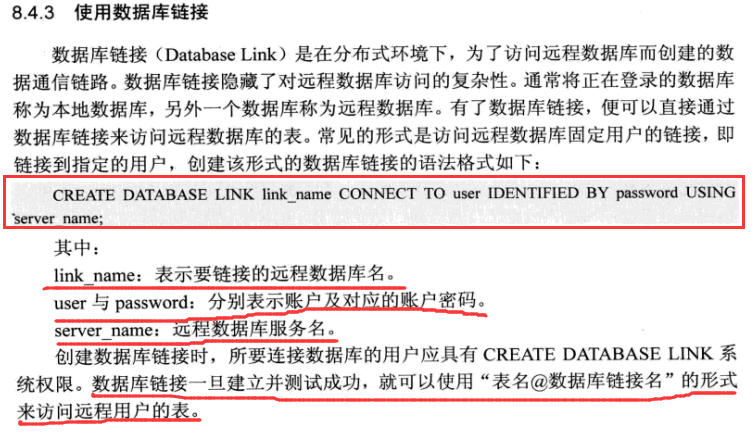 8.4.3 使用数据库链接
数据库链接（Database Link）是在分布式环境下，为了访问远程数据库而创建的数
据通信链路。数据库链接隐藏了对远程数据库访问的复杂性。通常将正在登录的数据库
称为本地数据库，另外一个数据库称为远程数据库。有了数据库链接，便可以直接通过
数据库链接来访问远程数据库的表。常见的形式是访问远程数据库固定用户的链接，即
链接到指定的用户，创建该形式的数据库链接的语法格式如下：
CREATE DATABASE LINK link_name CONNECT TO user IDENTIFIED BY password USING
'server_name;
其中：
link_name：表示要链接的远程数据库名。
user 与 password：分别表示账户及对应的账户密码。
server_name：远程数据库服务名。
创建数据库链接时，所要连接数据库的用户应具有 CREATE DATABASE LINK 系
统权限。数据库链接一旦建立并测试成功，就可以使用“表名@数据库链接名”的形式
来访问远程用户的表。